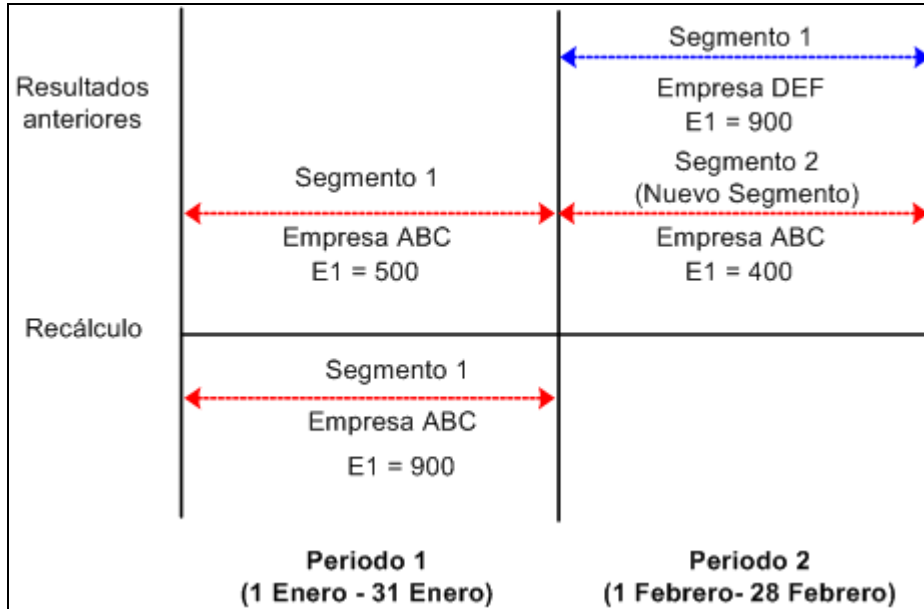 Resultados
anteriores
Segmento 1
Empresa ABC
E1 = 500
Segmento 1
Empresa DEF
E1 = 900
Segmento 2
(Nuevo Segmento)
Empresa ABC
E1 = 400
Recálculo
Segmento 1
Empresa ABC
E1 = 900
Periodo 1
(1 Enero - 31 Enero)
Periodo 2
(1 Febrero- 28 Febrero)